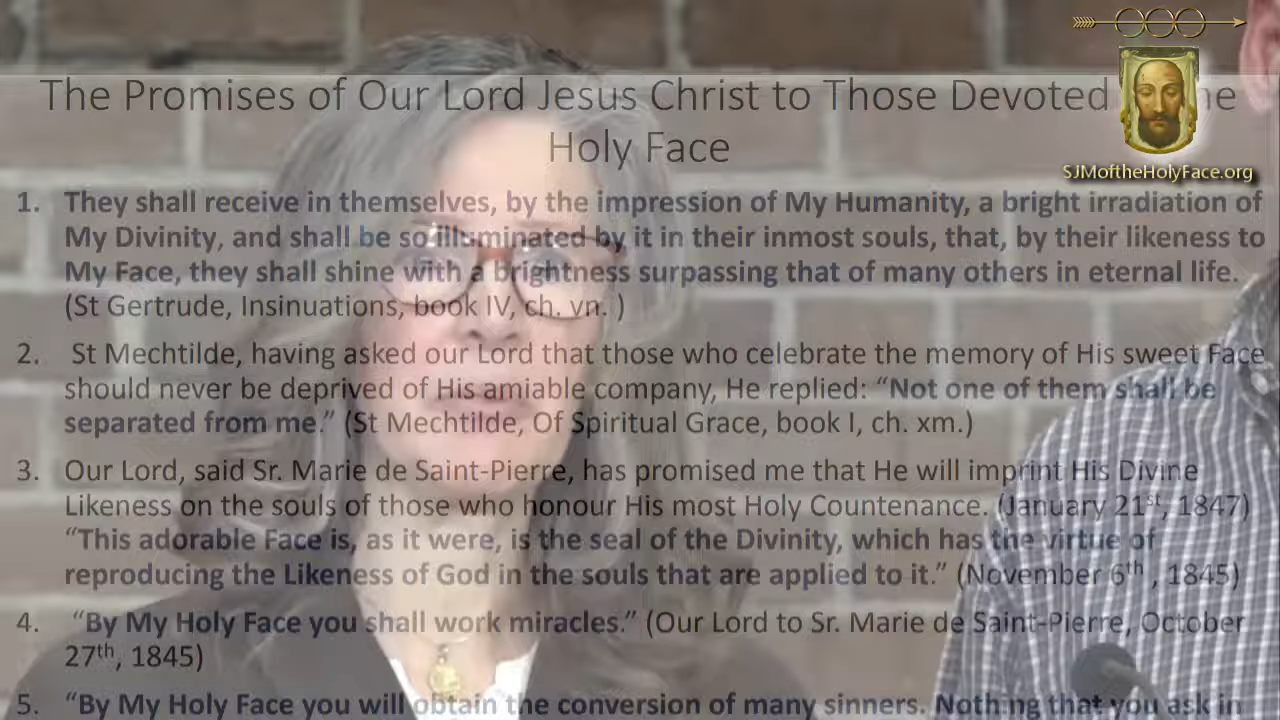 The Promises of Our Lord Jesus Christ to Those Devoted
Holy Face
SJMoftheHolyFace.org
1. They shall receive in themselves, by the impression of My Humanity, a bright irradiation of
My Divinity, and shall be so illuminated by it in their inmost souls, that, by their likeness to
My Face, they shall shine with a brightness surpassing that of many others in eternal life.
(St Gertrude, Insinuations, book IV, ch. vn. )
2. St Mechtilde, having asked our Lord that those who celebrate the memory of His sweet Face
should never be deprived of His amiable company, He replied: “Not one of them shall be
separated from me.” (St Mechtilde, Of Spiritual Grace, book I, ch. xm.)
3. Our Lord, said Sr. Marie de Saint-Pierre, has promised me that He will imprint His Divine
Likeness on the souls of those who honour His most Holy Countenance. (January 21st, 1847)
“This adorable Face is, as it were, is the seal of the Divinity, which has the virtue of
reproducing the Likeness of God in the souls that are applied to it.” (November 6th , 1845)
4. “By My Holy Face you shall work miracles.” (Our Lord to Sr. Marie de Saint-Pierre, October
27th, 1845)
5. “By My Holy Face you will obtain the conversion of many sinners. Nothing that you ask in